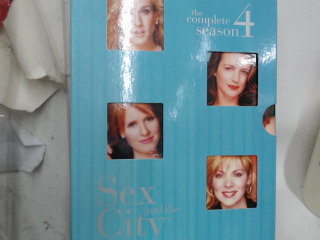 the
complete
season 4
Sex
and the
City